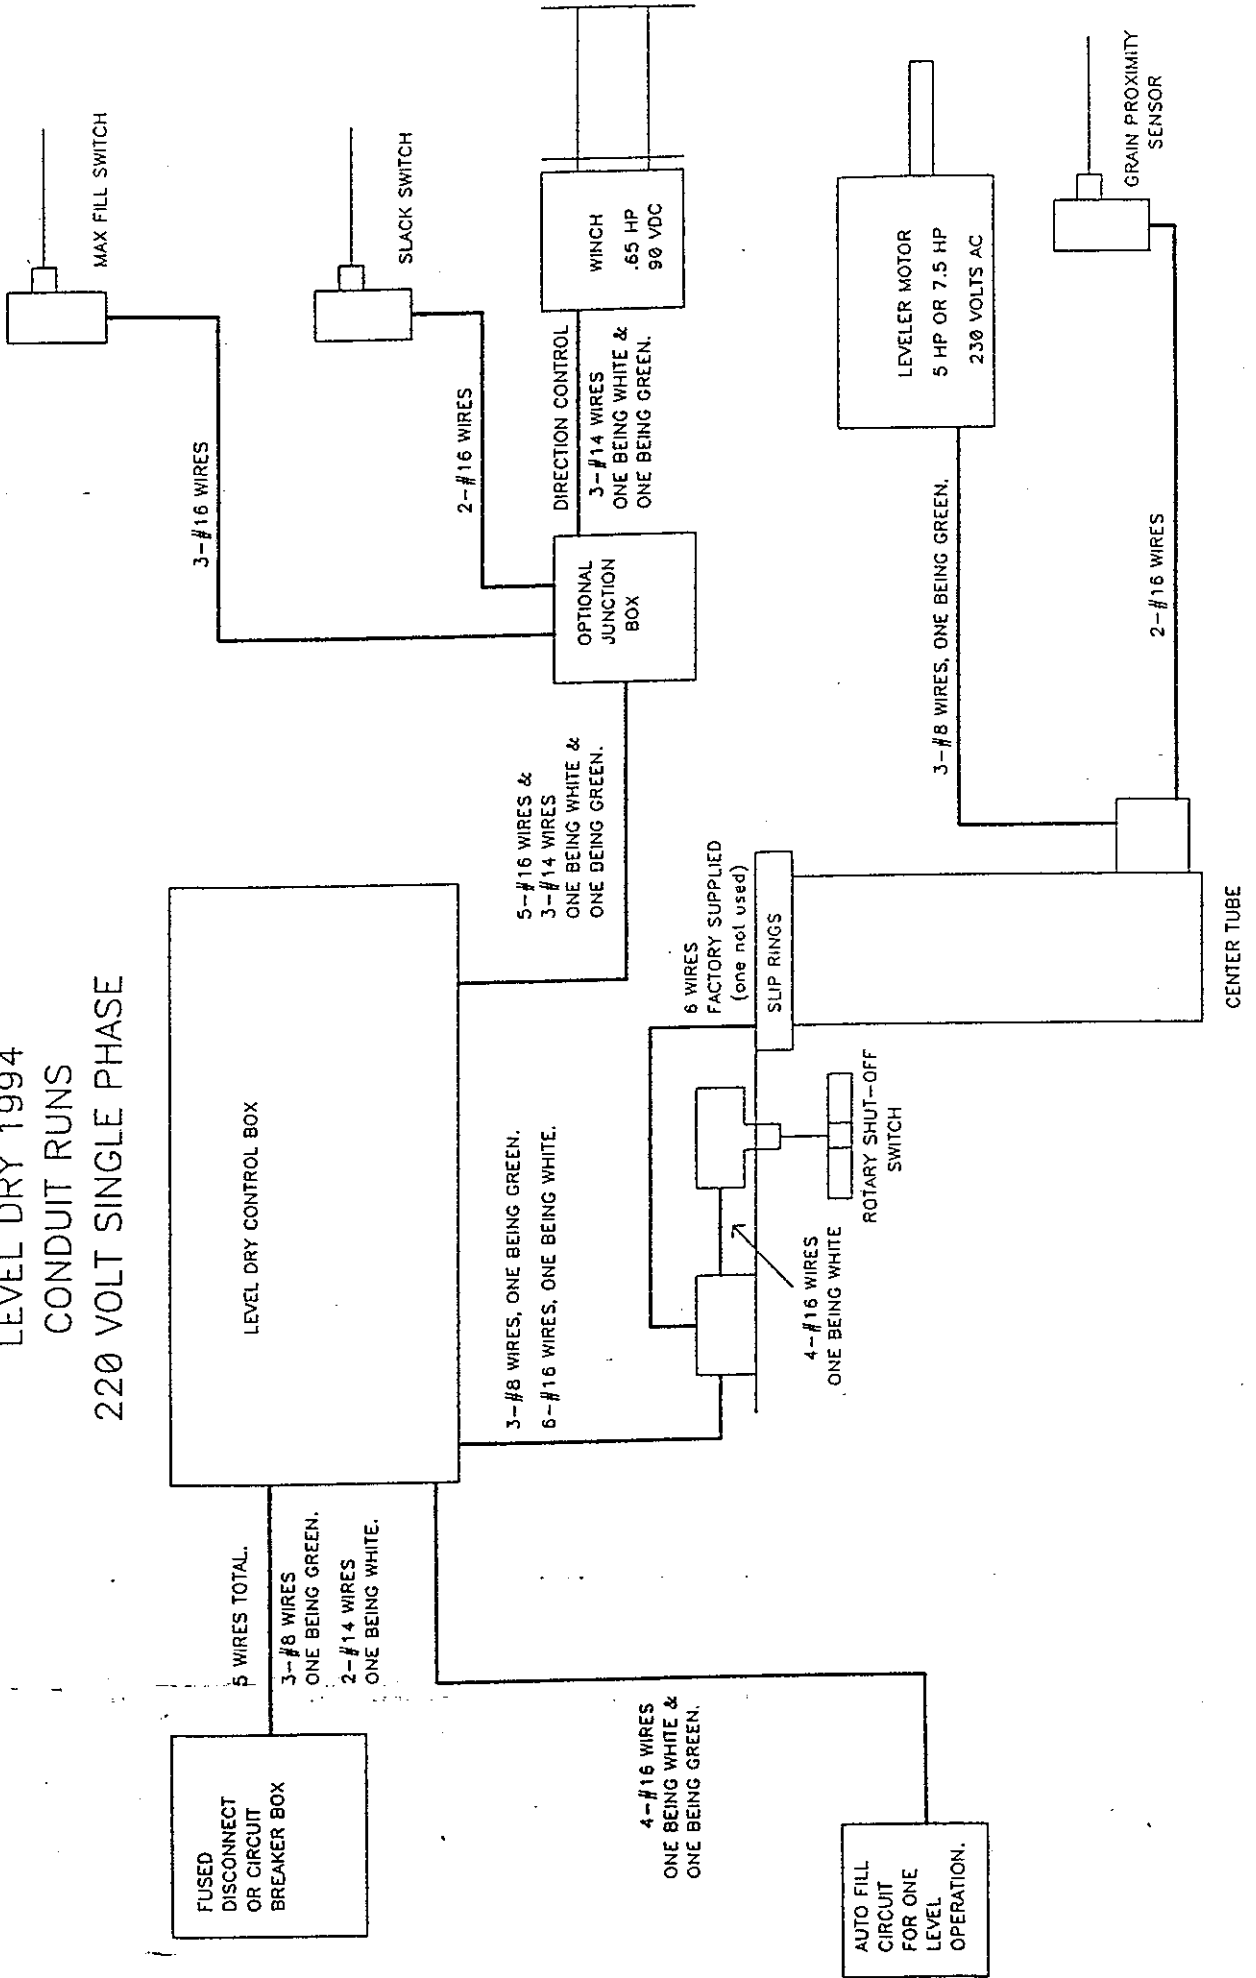 LEVEL DRY 1994
CONDUIT RUNS
220 VOLT SINGLE PHASE
FUSED
DISCONNECT
OR CIRCUIT
BREAKER BOX
5 WIRES TOTAL.
3-#8 WIRES
ONE BEING GREEN.
2-#14 WIRES
ONE BEING WHITE.
LEVEL DRY CONTROL BOX
3-#16 WIRES
MAX FILL SWITCH
2-#16 WIRES
SLACK SWITCH
5-#16 WIRES &
3-#14 WIRES
ONE BEING WHITE &
ONE BEING GREEN.
OPTIONAL
JUNCTION
BOX
DIRECTION CONTROL
3-#14 WIRES
ONE BEING WHITE &
ONE BEING GREEN.
WINCH
.65 HP
90 VDC
3-#8 WIRES, ONE BEING GREEN.
6-#16 WIRES, ONE BEING WHITE.
6 WIRES
FACTORY SUPPLIED
(one not used)
SLIP RINGS
4-#16 WIRES
ONE BEING WHITE
ROTARY SHUT-OFF
SWITCH
4-#16 WIRES
ONE BEING WHITE &
ONE BEING GREEN.
AUTO FILL
CIRCUIT
FOR ONE
LEVEL
OPERATION.
3-#8 WIRES, ONE BEING GREEN.
LEVELER MOTOR
5 HP OR 7.5 HP
230 VOLTS AC
2-#16 WIRES
GRAIN PROXIMITY
SENSOR
CENTER TUBE